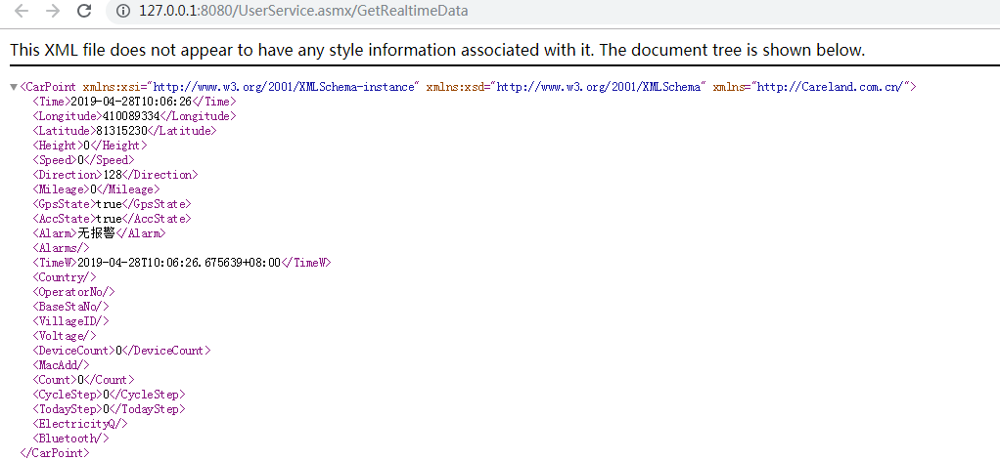 127.0.0.1:8080/UserService.asmx/GetRealtimeData
This XML file does not appear to have any style information associated with it. The document tree is shown below.
▼<CarPoint xmlns:xsi="http://www.w3.org/2001/XMLSchema-instance" xmlns:xsd="http://www.w3.org/2001/XMLSchema" xmlns="http://Careland.com.cn/">
<Time>2019-04-28T10:06:26</Time>
<Longitude>410089334</Longitude>
<Latitude>81315230</Latitude>
<Height>0</Height>
<Speed>0</Speed>
<Direction>128</Direction>
<Mileage>0</Mileage>
<GpsState>true</GpsState>
<AccState>true</AccState>
<Alarm>无报警</Alarm>
<Alarms/>
<TimeW>2019-04-28T10:06:26.675639+08:00</TimeW>
<Country/>
<OperatorNo/>
<BaseStaNo/>
<VillageID/>
<Voltage/>
<DeviceCount>0</DeviceCount>
<MacAdd/>
<Count>0</Count>
<CycleStep>0</CycleStep>
<TodayStep>0</TodayStep>
<ElectricityQ/>
<Bluetooth/>
</CarPoint>